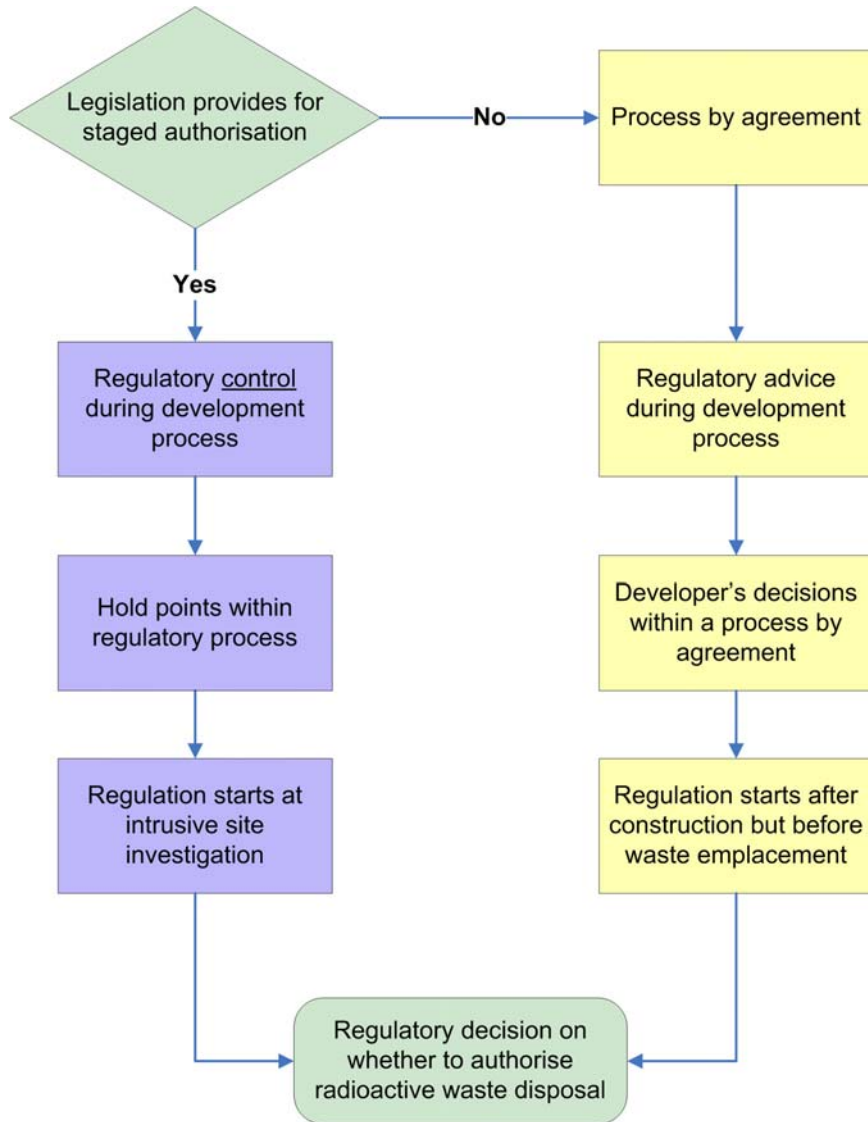 Legislation provides for
staged authorisation
No
Process by agreement
Yes
Regulatory control
during development
process
Regulatory advice
during development
process
Hold points within
regulatory process
Developer's decisions
within a process by
agreement
Regulation starts at
intrusive site
investigation
Regulation starts after
construction but before
waste emplacement
Regulatory decision on
whether to authorise
radioactive waste disposal